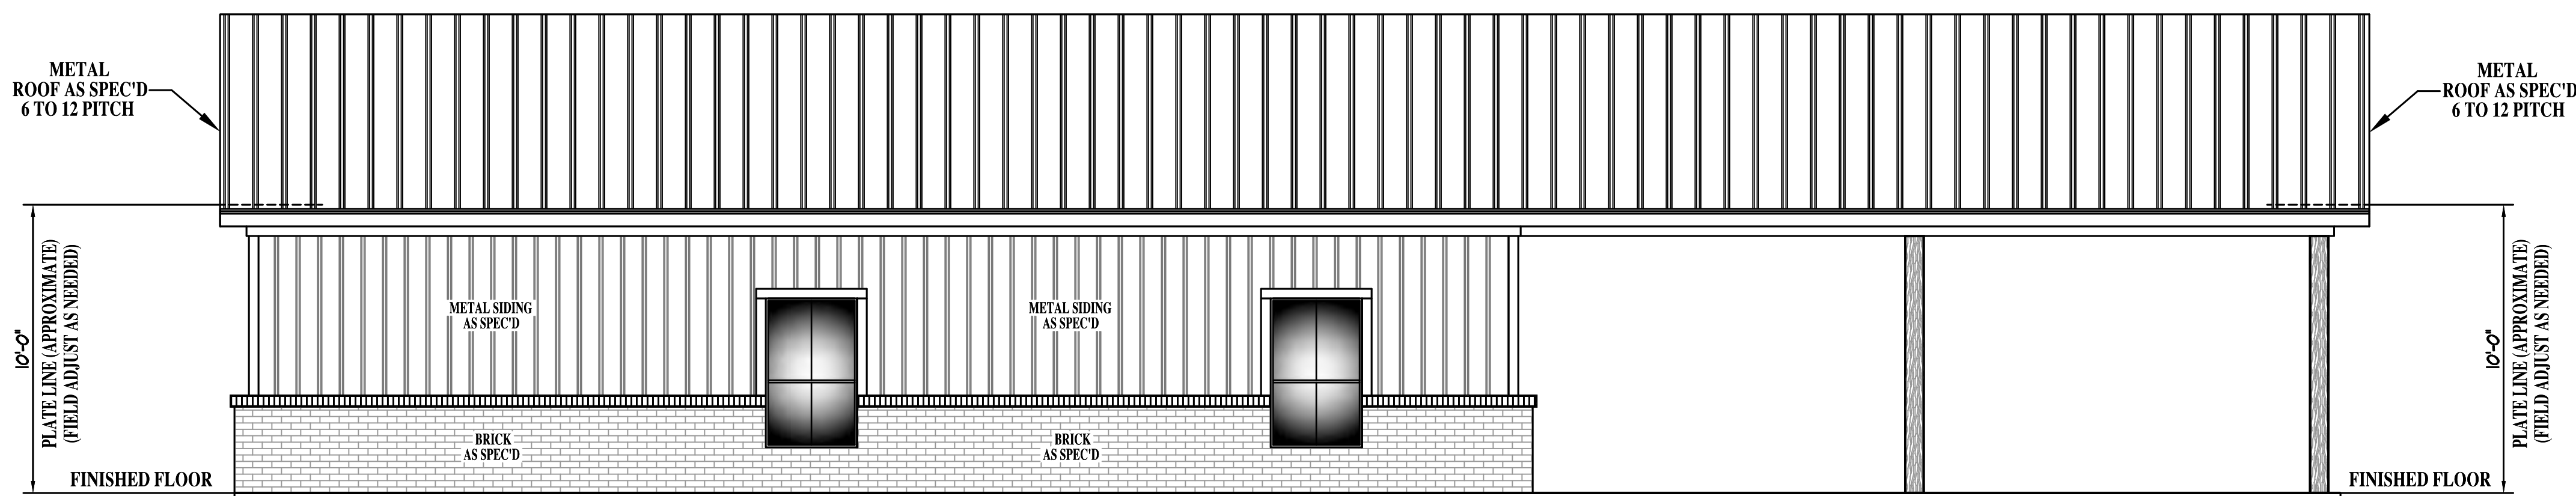 METAL
ROOF AS SPEC'D
6 TO 12 PITCH
METAL
ROOF AS SPEC'D
6 TO 12 PITCH
10'-0"
PLATE LINE (APPROXIMATE)
(FIELD ADJUST AS NEEDED)
METAL SIDING
AS SPEC'D
METAL SIDING
AS SPEC'D
10'-0"
PLATE LINE (APPROXIMATE)
(FIELD ADJUST AS NEEDED)
BRICK
AS SPEC'D
BRICK
AS SPEC'D
FINISHED FLOOR
FINISHED FLOOR